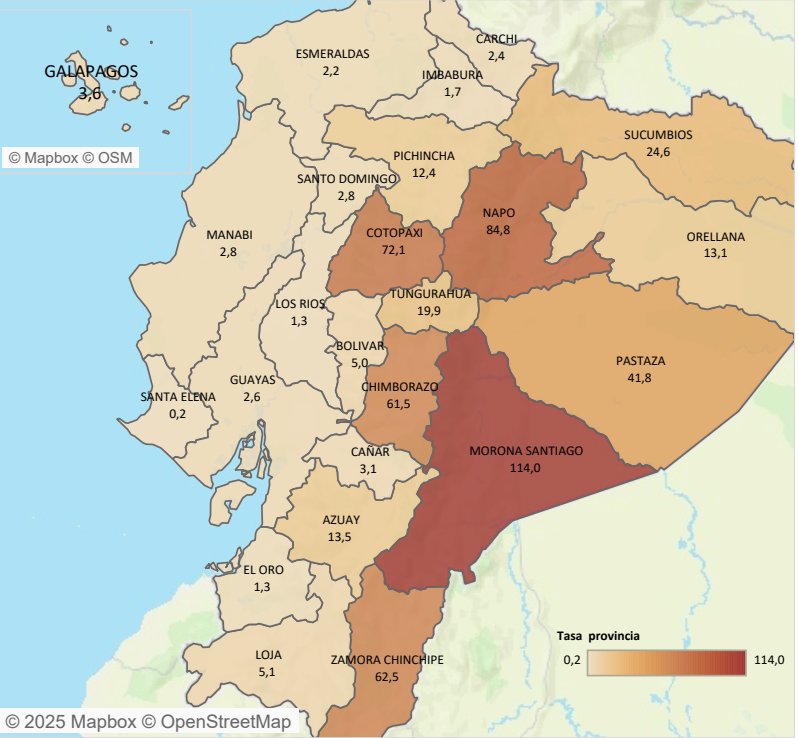 CARCHI
2,4
ESMERALDAS
2,2
GALAPAGOS
3,6
IMBABURA
1,7
SUCUMBIOS
24,6
© Mapbox © OSM
PICHINCHA
12,4
SANTO DOMINGO
2,8
NAPO
84,8
COTOPAXI
72,1
MANABI
2,8
ORELLANA
13,1
TUNGURAHUA
19,9
LOS RIOS
1,3
BOLIVAR
5,0
PASTAZA
41,8
GUAYAS
2,6
CHIMBORAZO
61,5
SANTA ELENA
0,2
CAÑAR
3,1
MORONA SANTIAGO
114,0
AZUAY
13,5
EL ORO
1,3
LOJA
5,1
ZAMORA CHINCHIPE
62,5
Tasa provincia
0,2 114,0
© 2025 Mapbox © OpenStreetMap